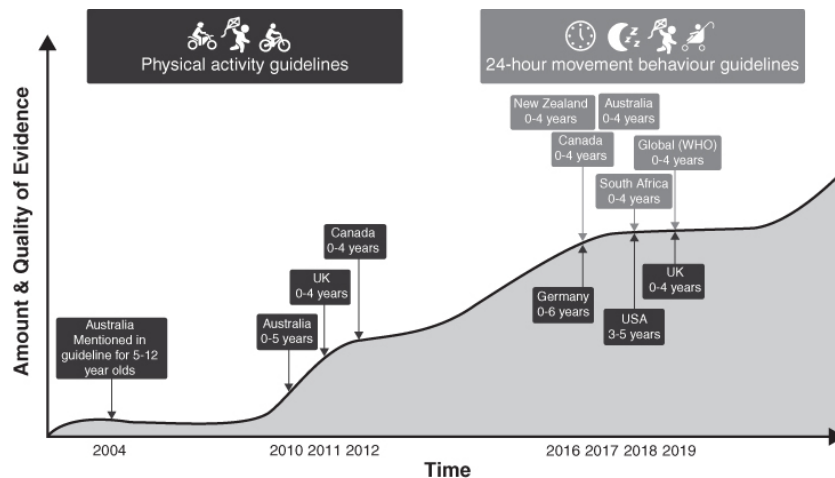 Physical activity guidelines
24-hour movement behaviour guidelines
Amount & Quality of Evidence
Australia
Mentioned in
guideline for 5-12
year olds
Australia
0-5 years
UK
0-4 years
Canada
0-4 years
New Zealand
0-4 years
Australia
0-4 years
Canada
0-4 years
Global (WHO)
0-4 years
South Africa
0-4 years
Germany
0-6 years
USA
3-5 years
UK
0-4 years
2004
2010 2011 2012
2016 2017 2018 2019
Time